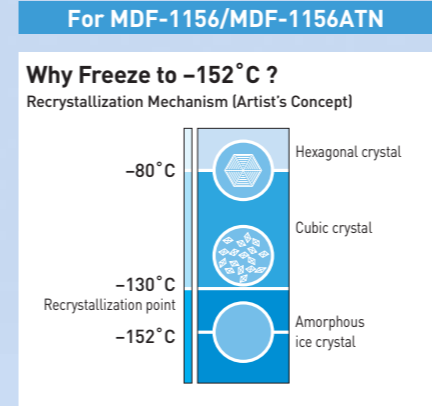 For MDF-1156/MDF-1156ATN
Why Freeze to –152˚C ?
Recrystallization Mechanism (Artist's Concept)
Hexagonal crystal
–80˚C
Cubic crystal
–130˚C
Recrystallization point
Amorphous
ice crystal
–152˚C